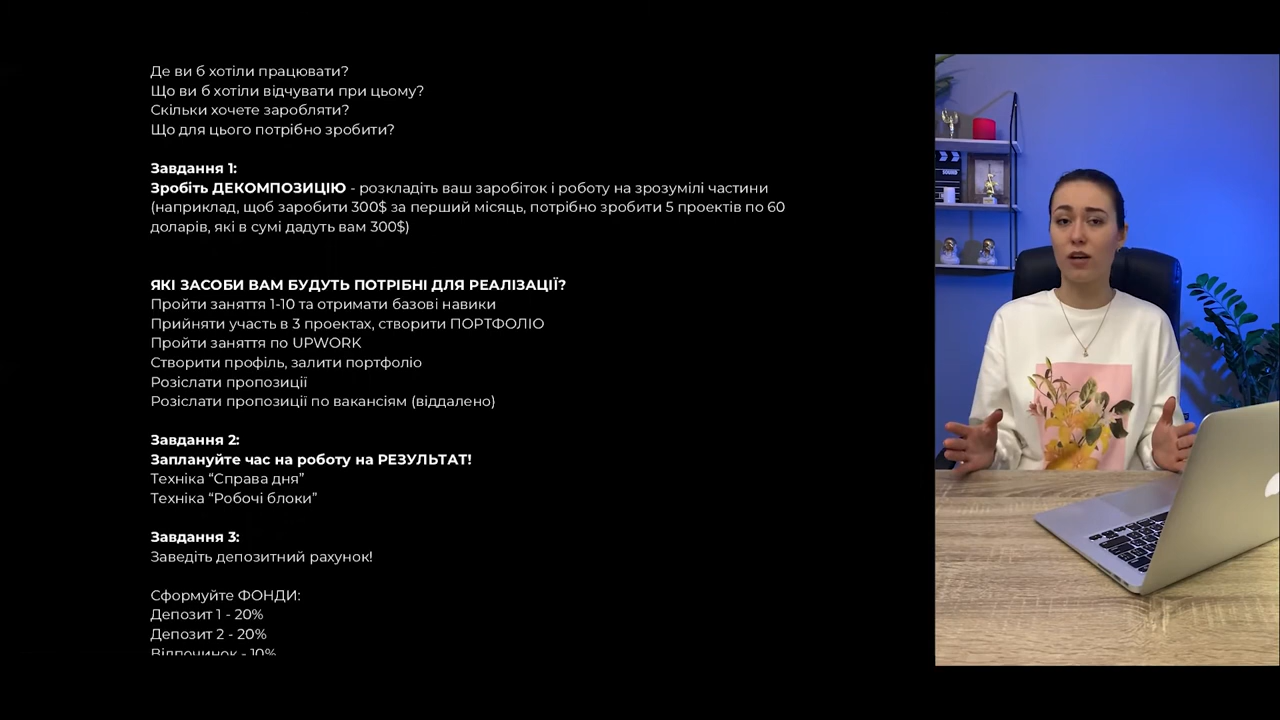 Де ви б хотіли працювати?
Що ви б хотіли відчувати при цьому?
Скільки хочете заробляти?
Що для цього потрібно зробити?
Завдання 1:
Зробіть ДЕКОМПОЗИЦІЮ - розкладіть ваш заробіток і роботу на зрозумілі частини
(наприклад, щоб заробити 300$ за перший місяць, потрібно зробити 5 проектів по 60
доларів, які в сумі дадуть вам 300$)
ЯКІ ЗАСОБИ ВАМ БУДУТЬ ПОТРІБНІ ДЛЯ РЕАЛІЗАЦІЇ?
Пройти заняття 1-10 та отримати базові навики
Прийняти участь в 3 проектах, створити ПОРТФОЛІО
Пройти заняття по UPWORK
Створити профіль, залити портфоліо
Розіслати пропозиції
Розіслати пропозиції по вакансіям (віддалено)
Завдання 2:
Заплануйте час на роботу на РЕЗУЛЬТАТ!
Техніка “Справа дня”
Техніка “Робочі блоки”
Завдання 3:
Заведіть депозитний рахунок!
Сформуйте ФОНДИ:
Депозит 1 - 20%
Депозит 2 - 20%
Відпочинок - 10%